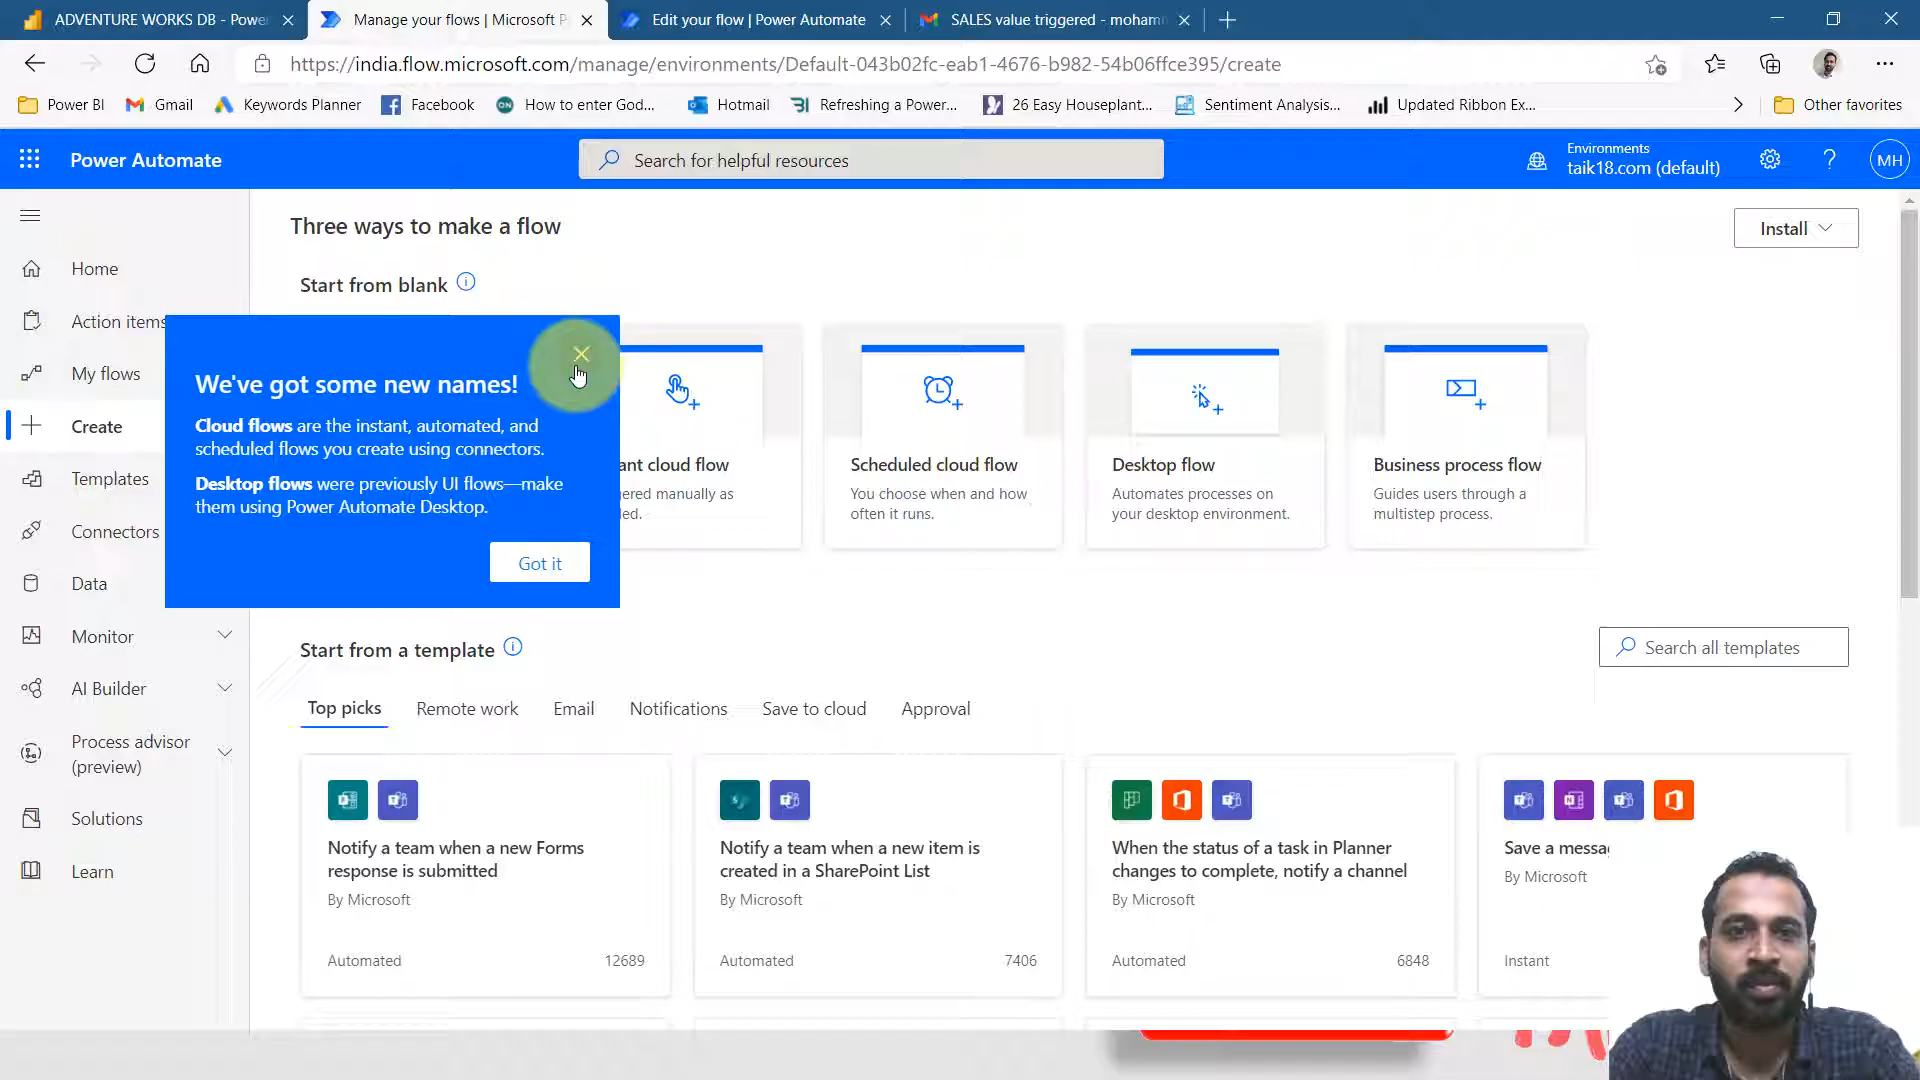 ADVENTURE WORKS DB - Powe
Manage your flows | Microsoft P
Edit your flow | Power Automate
SALES value triggered - moham
https://india.flow.microsoft.com/manage/environments/Default-043b02fc-eab1-4676-b982-54b06ffce395/create
Power BI
Gmail
Keywords Planner
Facebook
How to enter God...
Hotmail
Refreshing a Power...
26 Easy Houseplant...
Sentiment Analysis...
Updated Ribbon Ex...
Other favorites
Power Automate
Search for helpful resources
Environments
taik18.com (default)
?
MH
Three ways to make a flow
Install
Start from blank
Home
Action items
My flows
Create
Templates
Connectors
Data
Monitor
AI Builder
Process advisor
(preview)
Solutions
Learn
We've got some new names!
Cloud flows are the instant, automated, and
scheduled flows you create using connectors.
Desktop flows were previously UI flows—make
them using Power Automate Desktop.
Got it
ant cloud flow
gered manually as
ed.
Scheduled cloud flow
You choose when and how
often it runs.
Desktop flow
Automates processes on
your desktop environment.
Business process flow
Guides users through a
multistep process.
Start from a template
Search all templates
Top picks
Remote work
Email
Notifications
Save to cloud
Approval
Notify a team when a new Forms
response is submitted
By Microsoft
Automated
12689
Notify a team when a new item is
created in a SharePoint List
By Microsoft
Automated
7406
When the status of a task in Planner
changes to complete, notify a channel
By Microsoft
Automated
6848
Save a messa
By Microsoft
Instant